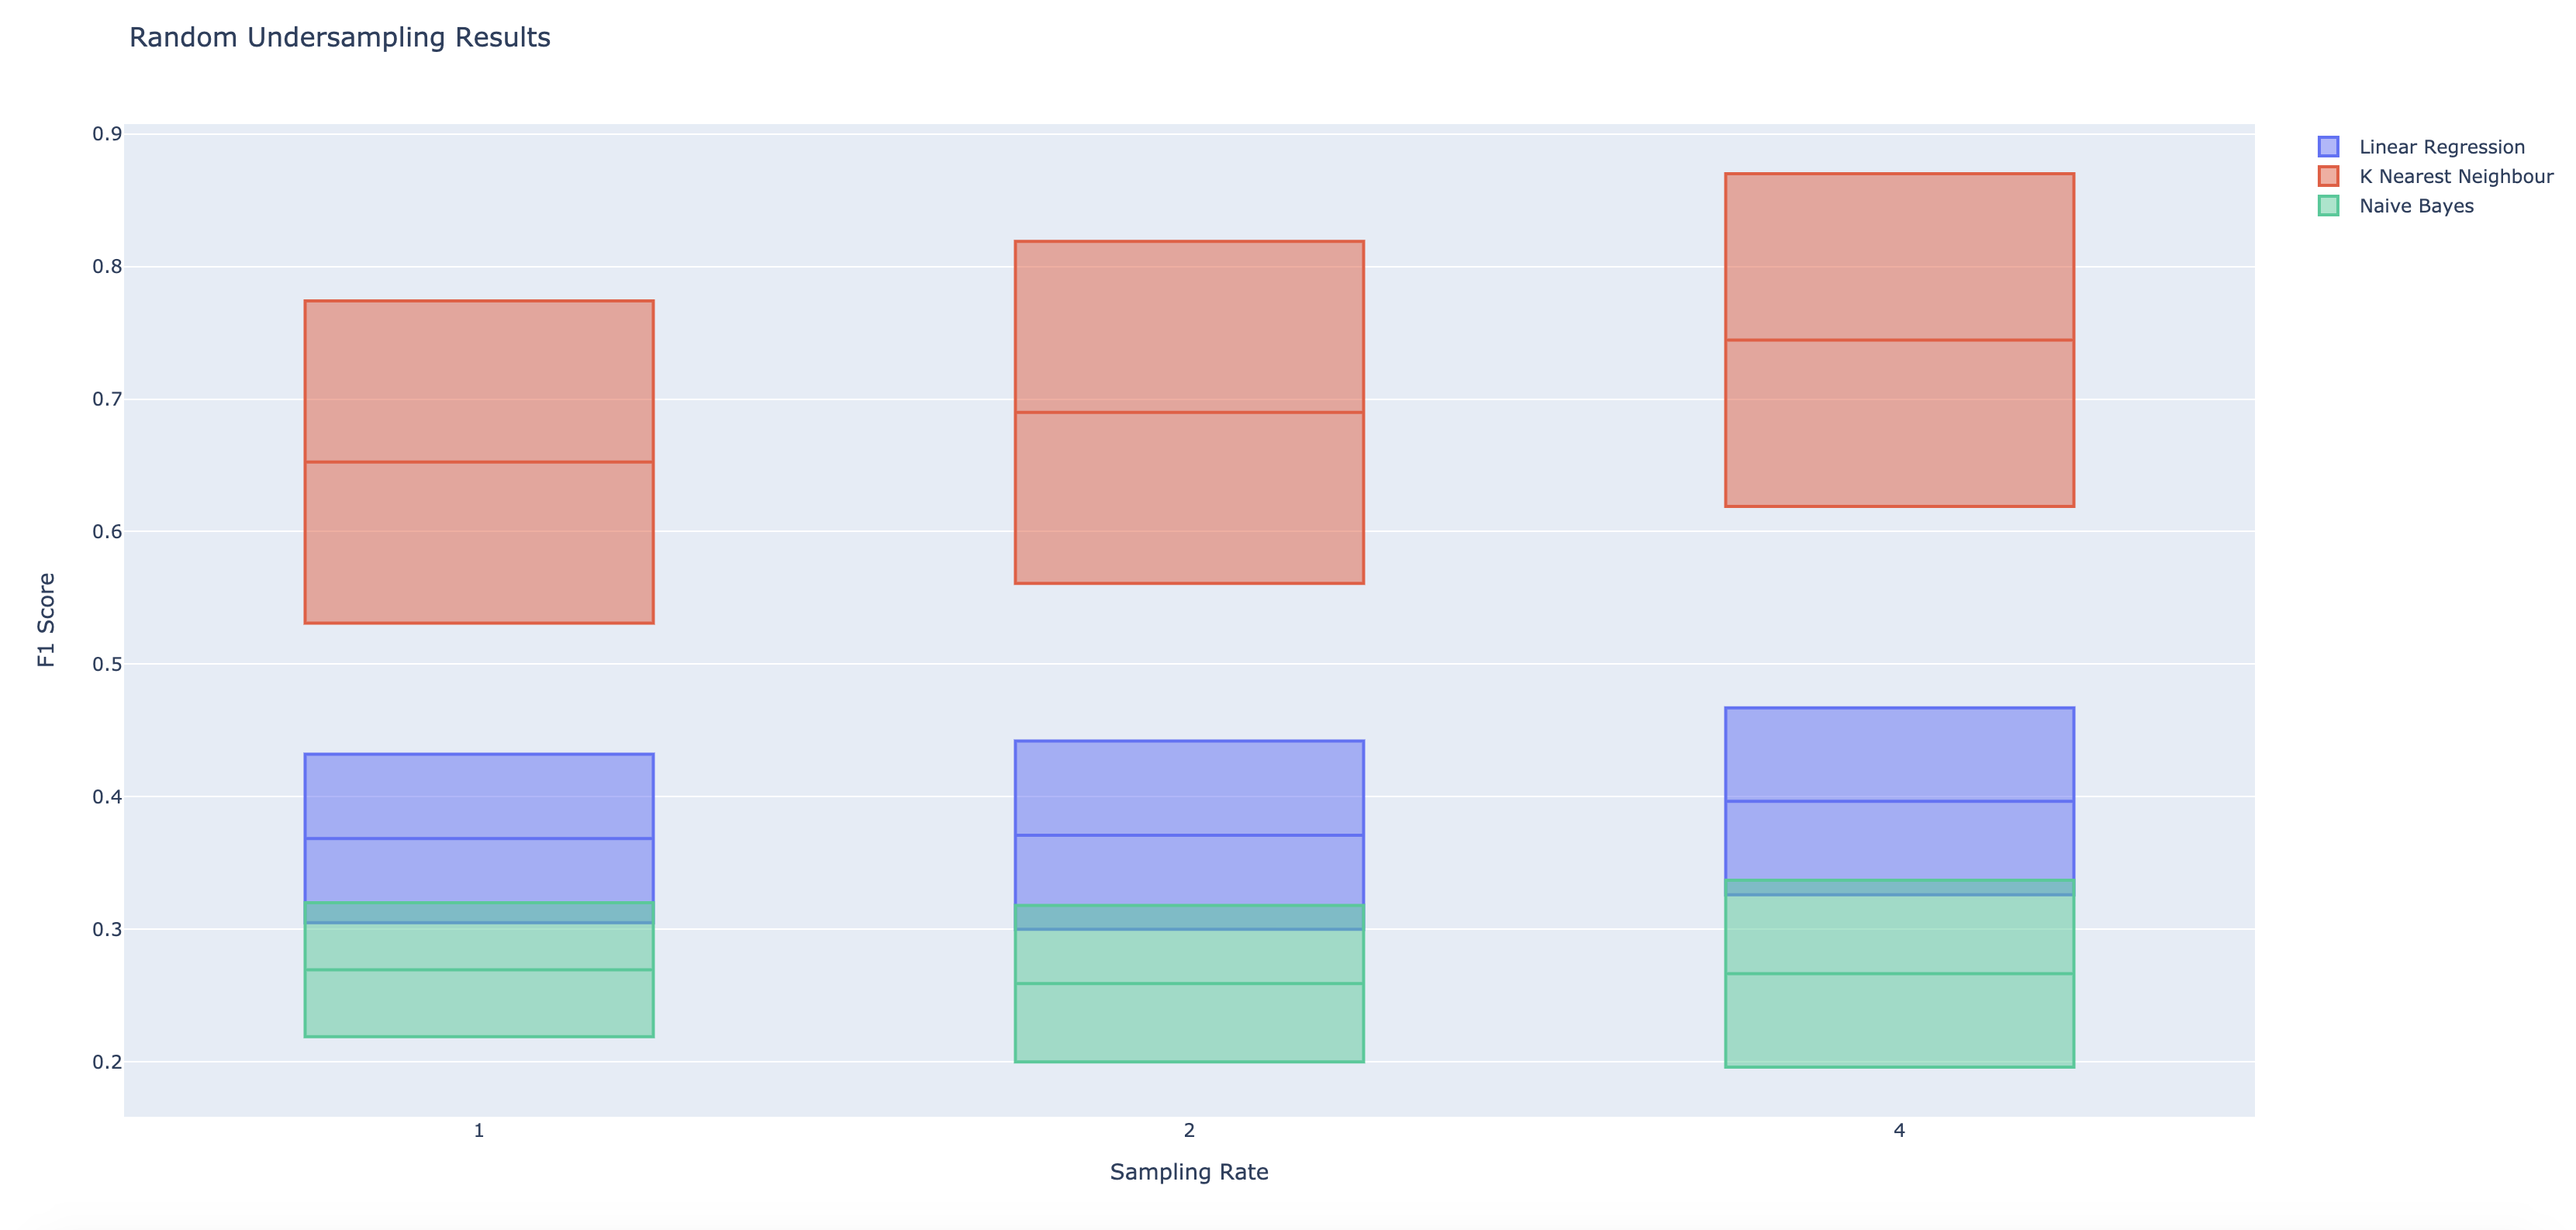 Random Undersampling Results
0.9
0.8
0.7
0.6
0.5
0.4
0.3
0.2
F1 Score
1
2
4
Sampling Rate
Linear Regression
K Nearest Neighbour
Naive Bayes